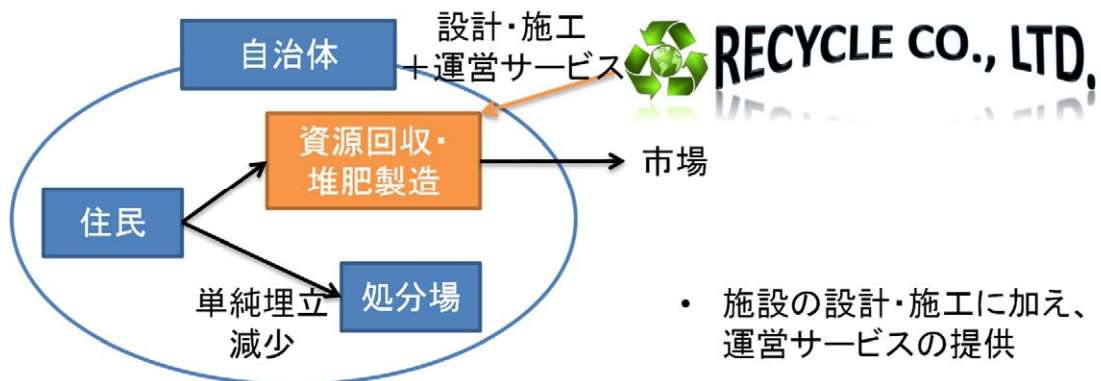 自治体
設計・施工
＋運営サービス
RECYCLE CO., LTD.
資源回収・
堆肥製造
市場
住民
処分場
単純埋立
減少
• 施設の設計・施工に加え、
運営サービスの提供